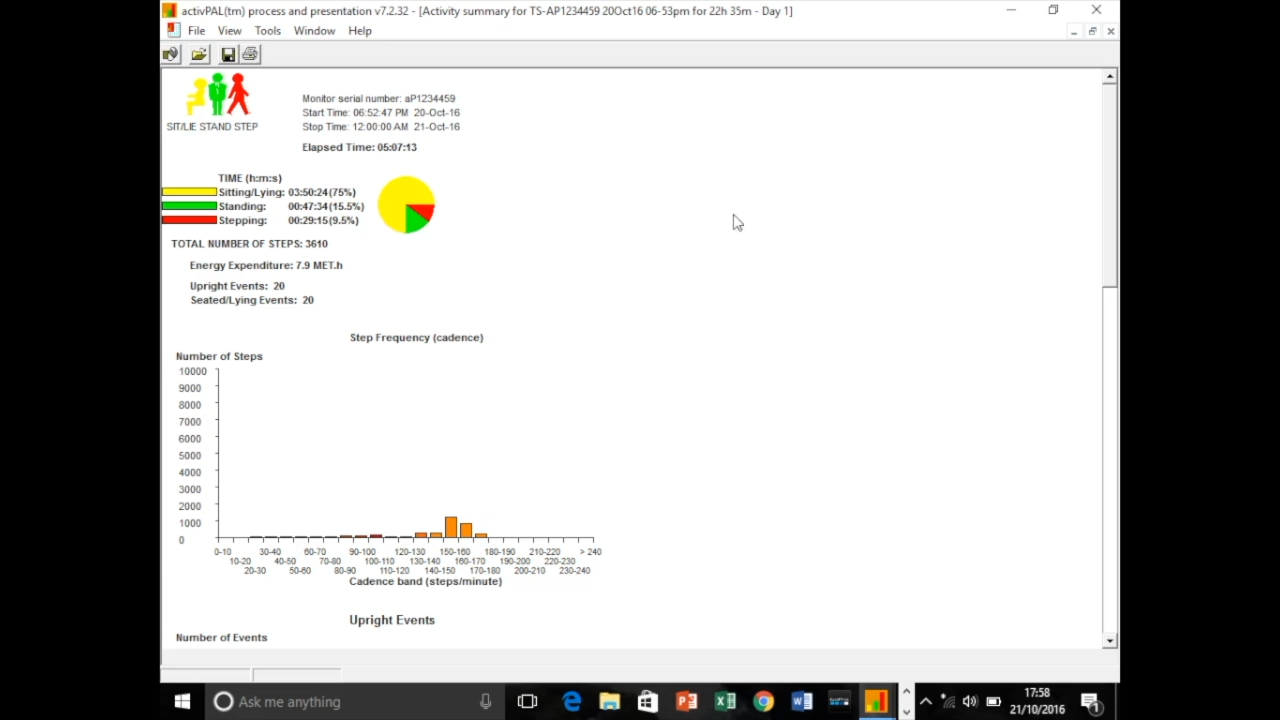 activPAL(tm) process and presentation v7.2.32 - [Activity summary for TS-AP1234459 20Oct16 06-53pm for 22h 35m - Day 1]
File View Tools Window Help
SIT/LIE STAND STEP
Monitor serial number: aP1234459
Start Time: 06:52:47 PM 20-Oct-16
Stop Time: 12:00:00 AM 21-Oct-16
Elapsed Time: 05:07:13
TIME (h:m:s)
Sitting/Lying: 03:50:24(75%)
Standing: 00:47:34(15.5%)
Stepping: 00:29:15(9.5%)
TOTAL NUMBER OF STEPS: 3610
Energy Expenditure: 7.9 MET.h
Upright Events: 20
Seated/Lying Events: 20
Step Frequency (cadence)
Number of Steps
10000
9000
8000
7000
6000
5000
4000
3000
2000
1000
0
0-10 30-40 60-70 90-100 120-130 150-160 180-190 210-220 > 240
10-20 40-50 70-80 100-110 130-140 160-170 190-200 220-230
20-30 50-60 80-90 110-120 140-150 170-180 200-210 230-240
Cadence band (steps/minute)
Upright Events
Number of Events
Ask me anything
17:58
21/10/2016
1